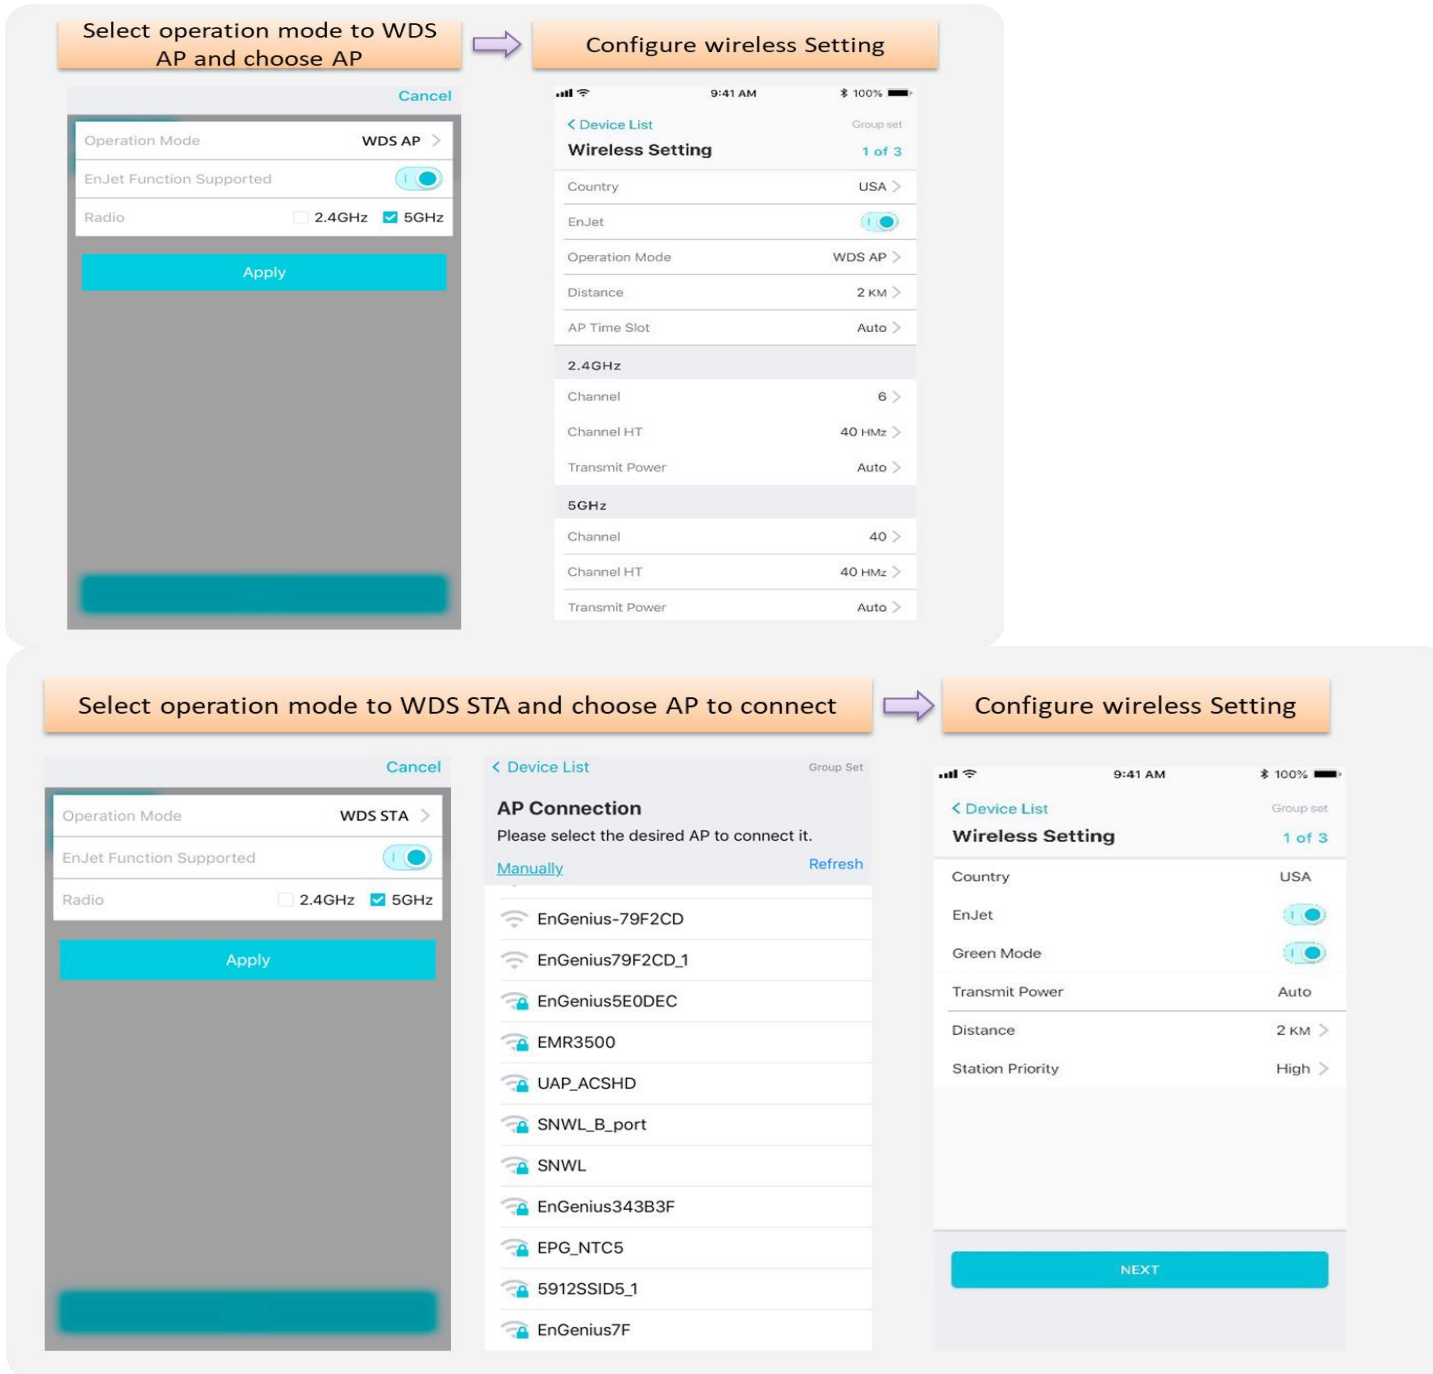 Select operation mode to WDS
AP and choose AP
Configure wireless Setting
Cancel
Operation Mode WDS AP
EnJet Function Supported
Radio 2.4GHz 5GHz
Apply
9:41 AM 100%
Device List Group set
Wireless Setting 1 of 3
Country USA
EnJet
Operation Mode WDS AP
Distance 2 KM
AP Time Slot Auto
2.4GHz
Channel 6
Channel HT 40 HMz
Transmit Power Auto
5GHz
Channel 40
Channel HT 40 HMz
Transmit Power Auto
Select operation mode to WDS STA and choose AP to connect
Configure wireless Setting
Cancel
Operation Mode WDS STA
EnJet Function Supported
Radio 2.4GHz 5GHz
Apply
Device List Group Set
AP Connection
Please select the desired AP to connect it.
Manually Refresh
EnGenius-79F2CD
EnGenius79F2CD_1
EnGenius5E0DEC
EMR3500
UAP_ACSHD
SNWL_B_port
SNWL
EnGenius343B3F
EPG_NTC5
5912SSID5_1
EnGenius7F
9:41 AM 100%
Device List Group set
Wireless Setting 1 of 3
Country USA
EnJet
Green Mode
Transmit Power Auto
Distance 2 KM
Station Priority High
NEXT